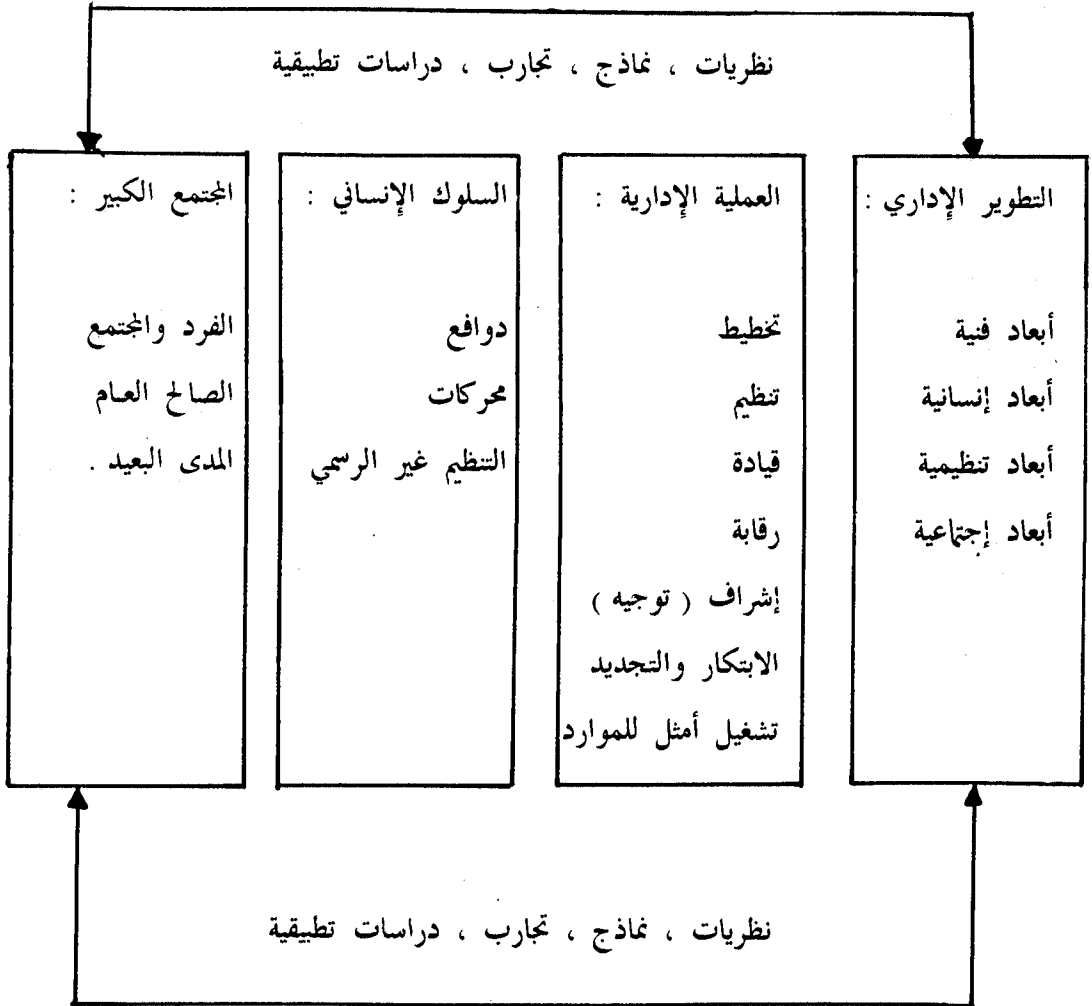 نظريات ، نماذج ، تجارب ، دراسات تطبيقية
التطوير الإداري :
أبعاد فنية
أبعاد إنسانية
أبعاد تنظيمية
أبعاد إجتماعية
العملية الإدارية :
تخطيط
تنظيم
قيادة
رقابة
إشراف ( توجيه )
الابتكار والتجديد
تشغيل أمثل للموارد
السلوك الإنساني :
دوافع
محركات
التنظيم غير الرسمي
المجتمع الكبير :
الفرد والمجتمع
الصالح العام
المدى البعيد .
نظريات ، نماذج ، تجارب ، دراسات تطبيقية